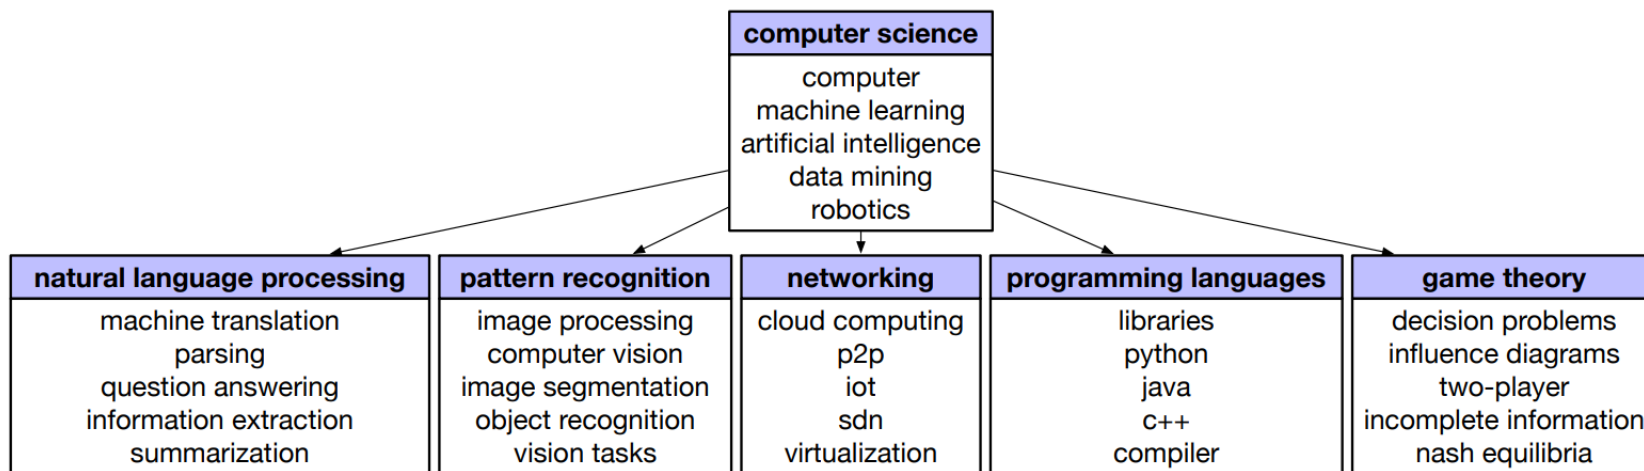 computer science
computer
machine learning
artificial intelligence
data mining
robotics
natural language processing
machine translation
parsing
question answering
information extraction
summarization
pattern recognition
image processing
computer vision
image segmentation
object recognition
vision tasks
networking
cloud computing
p2p
iot
sdn
virtualization
programming languages
libraries
python
java
c++
compiler
game theory
decision problems
influence diagrams
two-player
incomplete information
nash equilibria